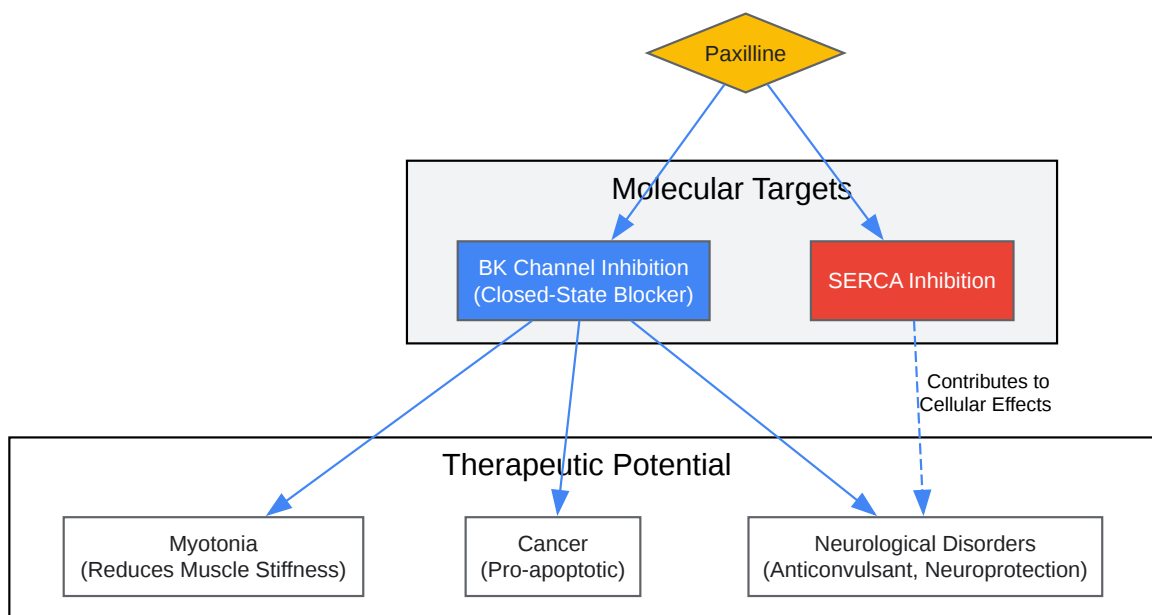 Paxilline
Molecular Targets
BK Channel Inhibition
(Closed-State Blocker)
SERCA Inhibition
Contributes to
Cellular Effects
Therapeutic Potential
Myotonia
(Reduces Muscle Stiffness)
Cancer
(Pro-apoptotic)
Neurological Disorders
(Anticonvulsant, Neuroprotection)